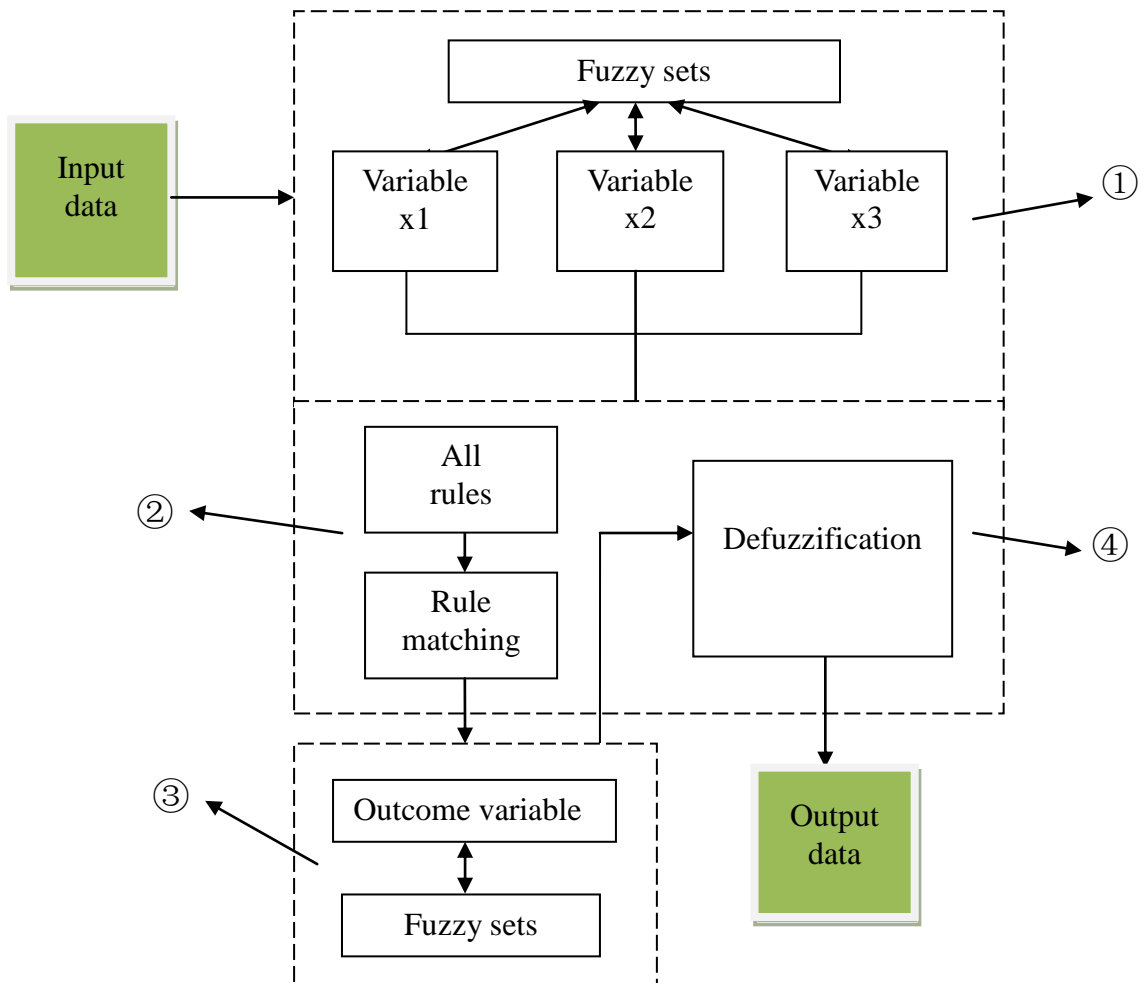 Fuzzy sets
Input
data
Variable
x1
Variable
x2
Variable
x3
①
All
rules
②
Rule
matching
Defuzzification
④
③
Outcome variable
Fuzzy sets
Output
data